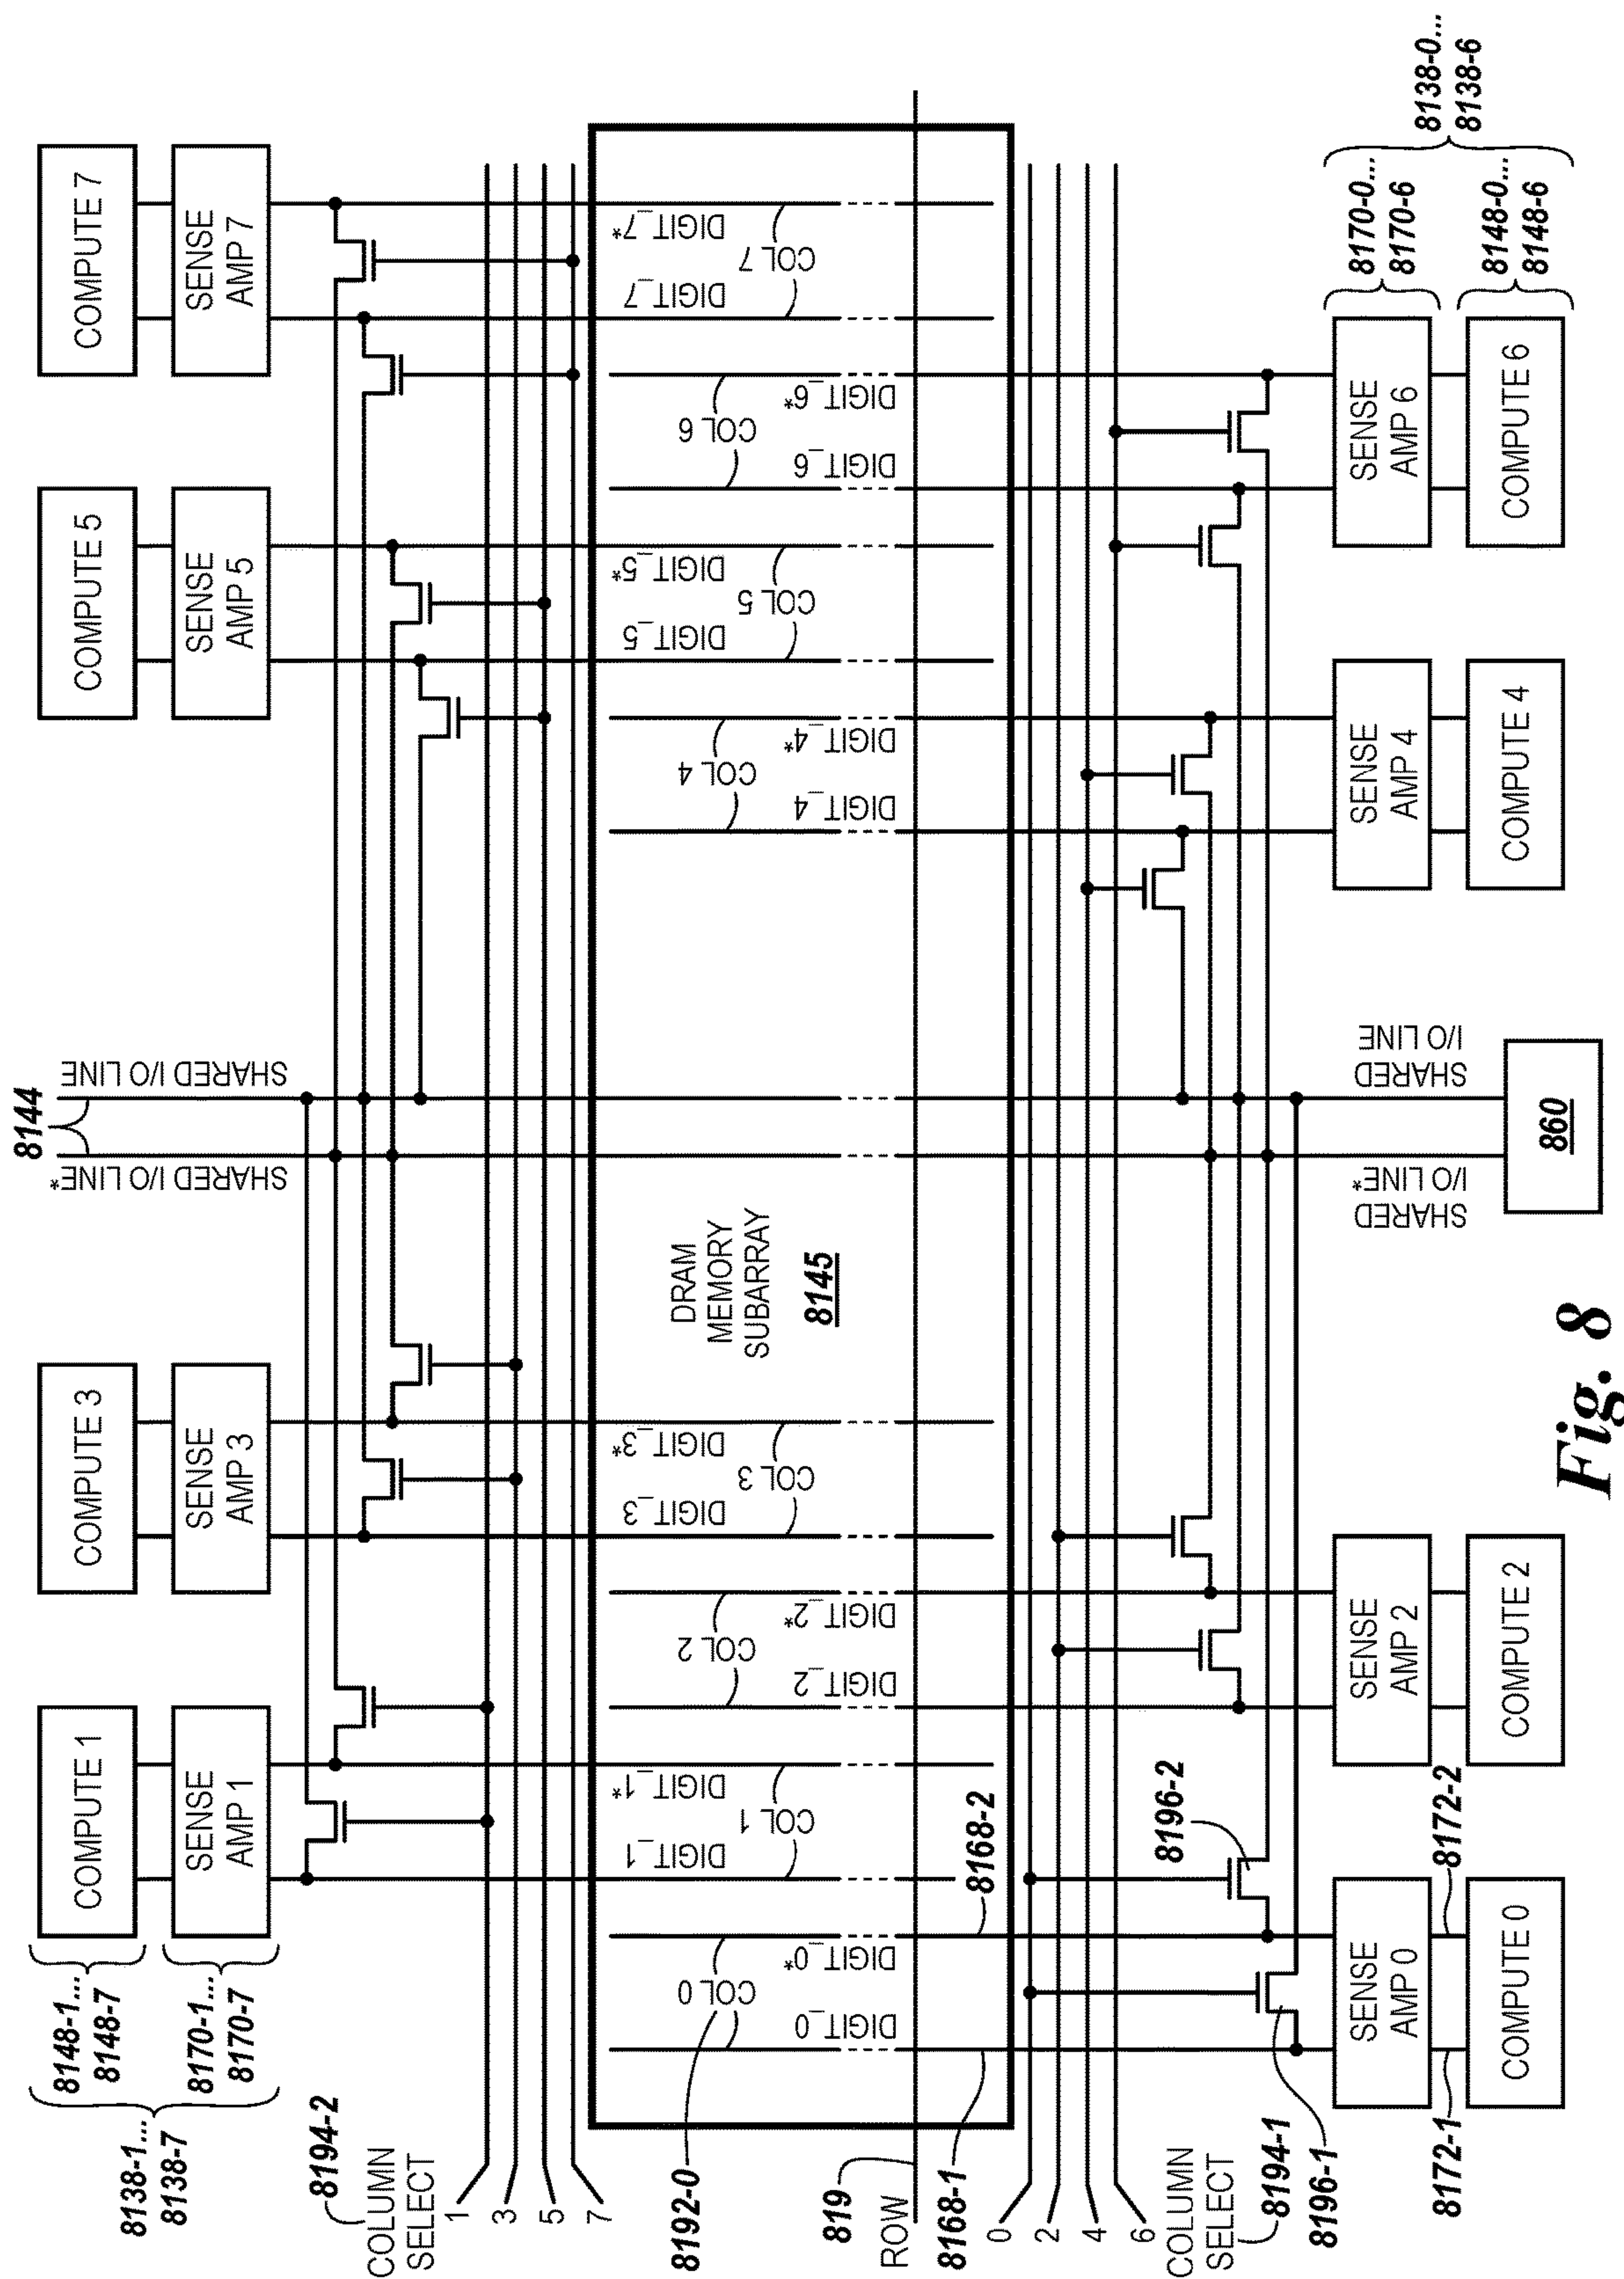 8138-1...
8138-7
8148-1...
8148-7
8170-1...
8170-7
COMPUTE 1
COMPUTE 3
COMPUTE 5
COMPUTE 7
SENSE
AMP 1
SENSE
AMP 3
SENSE
AMP 5
SENSE
AMP 7
8144
SHARED I/O LINE*
SHARED I/O LINE
8194-2
COLUMN
SELECT
1
3
5
7
8192-0
COL 0
DIGIT_0
DIGIT_0*
COL 1
DIGIT_1
DIGIT_1*
COL 2
DIGIT_2
DIGIT_2*
COL 3
DIGIT_3
DIGIT_3*
DRAM
MEMORY
SUBARRAY
8145
COL 4
DIGIT_4
DIGIT_4*
COL 5
DIGIT_5
DIGIT_5*
COL 6
DIGIT_6
DIGIT_6*
COL 7
DIGIT_7
DIGIT_7*
819
ROW
8168-1
8168-2
0
2
4
6
COLUMN
SELECT
8194-1
8196-1
8196-2
SENSE
AMP 0
SENSE
AMP 2
SENSE
AMP 4
SENSE
AMP 6
8172-1
8172-2
COMPUTE 0
COMPUTE 2
COMPUTE 4
COMPUTE 6
SHARED
I/O LINE*
SHARED
I/O LINE
860
8170-0...
8170-6
8148-0...
8148-6
8138-0...
8138-6
Fig. 8